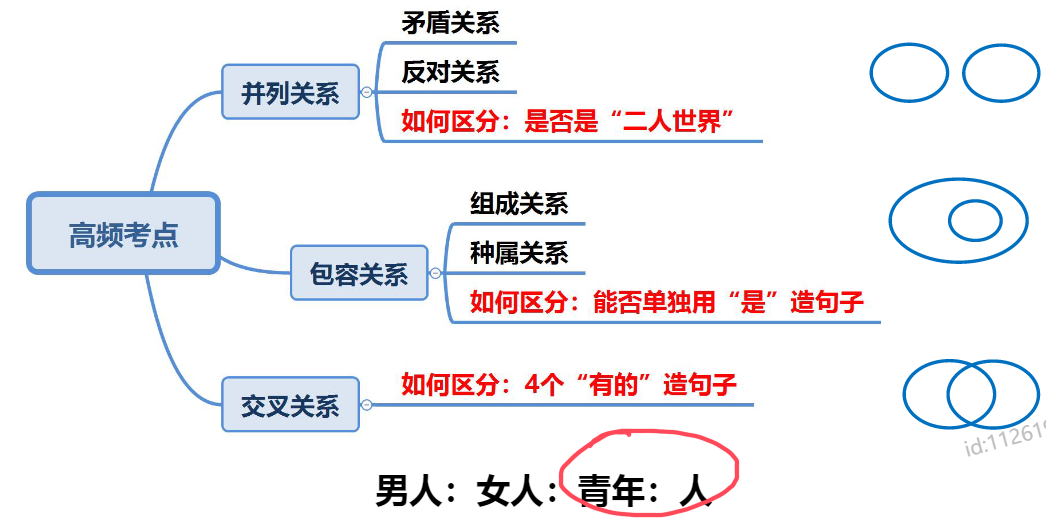 高频考点
并列关系
矛盾关系
反对关系
如何区分：是否是“二人世界”
包容关系
组成关系
种属关系
如何区分：能否单独用“是”造句子
交叉关系
如何区分：4个“有的”造句子
男人：女人：青年：人
id:11261